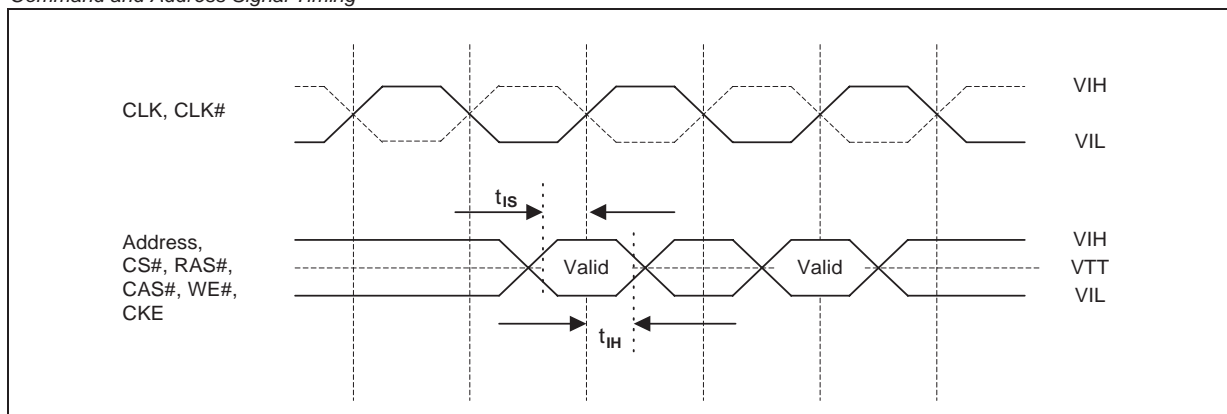 Command and Address Signal Timing
CLK, CLK#
VIH
VIL
tIS
Address,
CS#, RAS#,
CAS#, WE#,
CKE
Valid
Valid
VIH
VTT
VIL
tIH